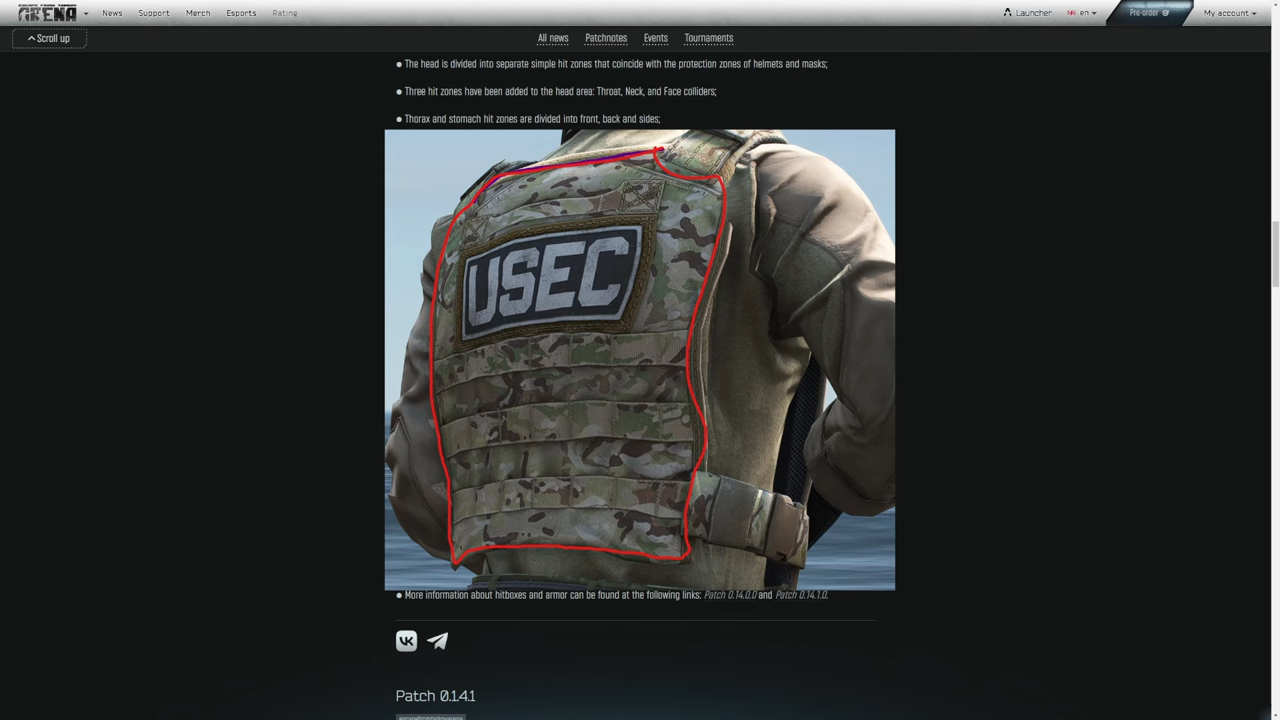 ESCAPE FROM TARKOV
ARENA
News
Support
Merch
Esports
Rating
Launcher
en
Pre-order
My account
Scroll up
All news
Patchnotes
Events
Tournaments
● The head is divided into separate simple hit zones that coincide with the protection zones of helmets and masks;
● Three hit zones have been added to the head area: Throat, Neck, and Face colliders;
● Thorax and stomach hit zones are divided into front, back and sides;
USEC
● More information about hitboxes and armor can be found at the following links: Patch 0.14.0.0 and Patch 0.14.1.0.
Patch 0.1.4.1